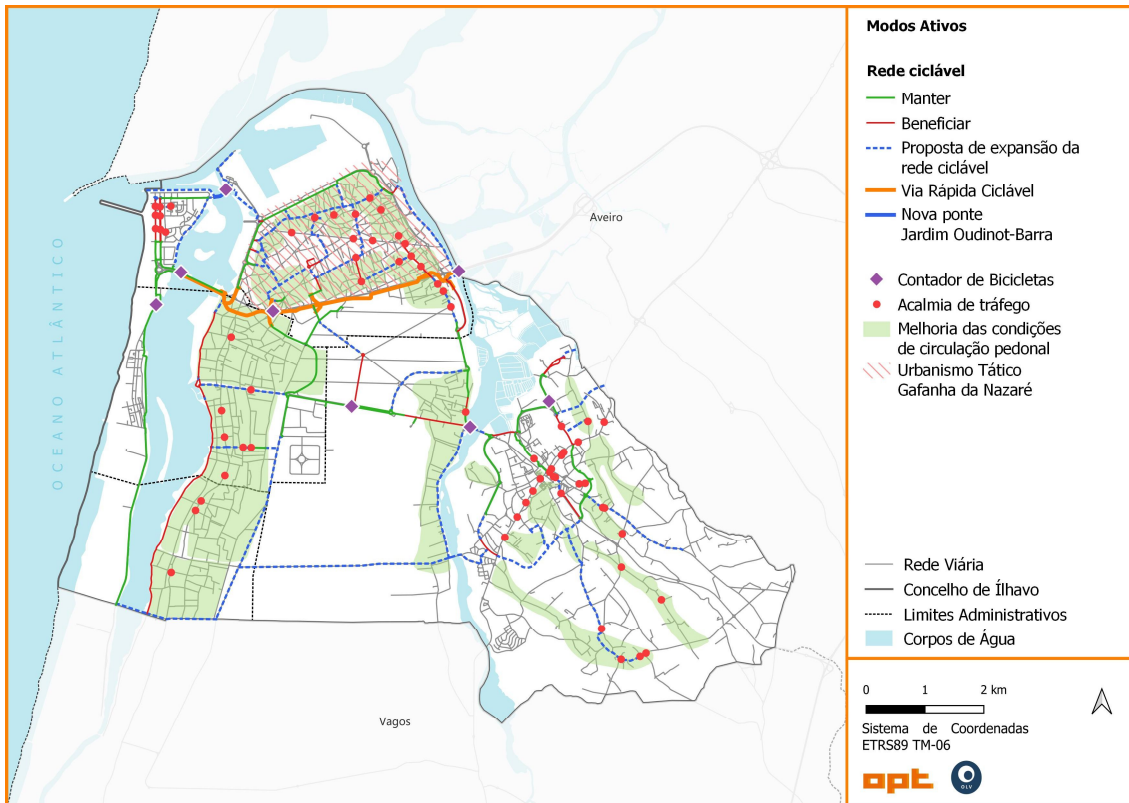 Modos Ativos
Rede ciclável
Manter
Beneficiar
Proposta de expansão da
rede ciclável
Via Rápida Ciclável
Nova ponte
Jardim Oudinot-Barra
Contador de Bicicletas
Acalmia de tráfego
Melhoria das condições
de circulação pedonal
Urbanismo Tático
Gafanha da Nazaré
Rede Viária
Concelho de Ílhavo
Limites Administrativos
Corpos de Água
0 1 2 km
Sistema de Coordenadas
ETRS89 TM-06
opt
OLV
OCEANO ATLÂNTICO
Aveiro
Vagos